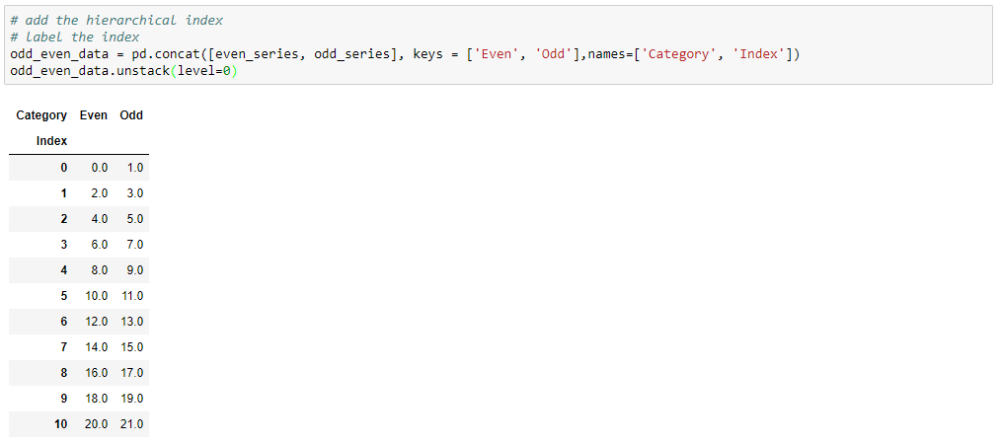 # add the hierarchical index
# label the index
odd_even_data = pd.concat([even_series, odd_series], keys = ['Even', 'Odd'],names=['Category', 'Index'])
odd_even_data.unstack(level=0)
Category Even Odd
Index
0 0.0 1.0
1 2.0 3.0
2 4.0 5.0
3 6.0 7.0
4 8.0 9.0
5 10.0 11.0
6 12.0 13.0
7 14.0 15.0
8 16.0 17.0
9 18.0 19.0
10 20.0 21.0